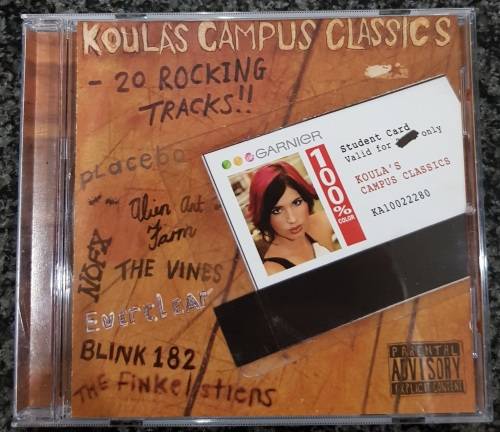 KOULAS CAMPUS CLASSICS
- 20 ROCKING
TRACKS!!
placebo
GARNIER
100%
COLOR
Student Card
Valid for only
KOULA'S
CAMPUS CLASSICS
KA10022280
Alien Art
Farm
NOFX
THE VINES
Everclear
BLINK 182
THE Finkelstiens
PARENTAL
ADVISORY
EXPLICIT CONTENT